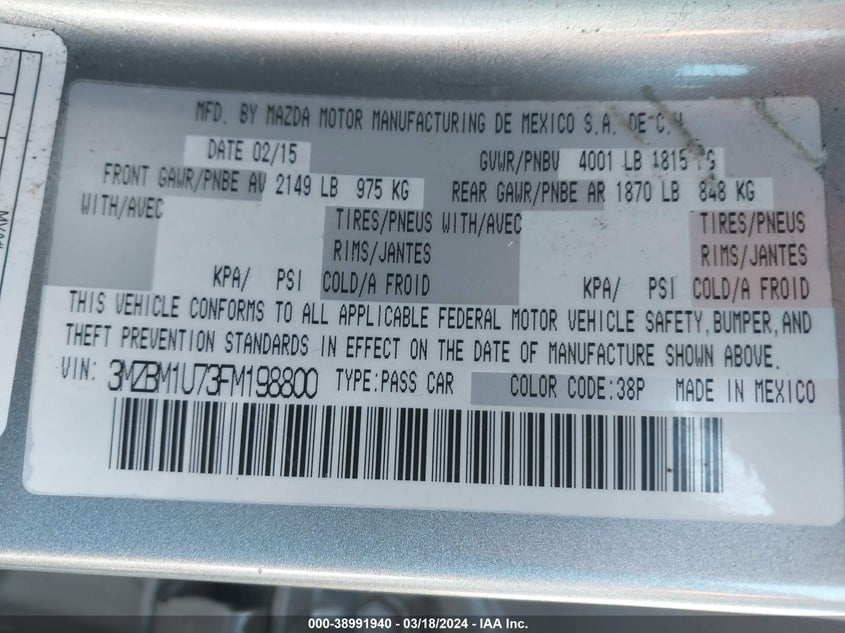 MFD. BY MAZDA MOTOR MANUFACTURING DE MEXICO S.A. DE C.V.
DATE 02/15 GVWR/PNBV 4001 LB 1815 KG
FRONT GAWR/PNBE AV 2149 LB 975 KG REAR GAWR/PNBE AR 1870 LB 848 KG
WITH/AVEC TIRES/PNEUS WITH/AVEC TIRES/PNEUS
RIMS/JANTES RIMS/JANTES
KPA/ PSI COLD/A FROID KPA/ PSI COLD/A FROID
THIS VEHICLE CONFORMS TO ALL APPLICABLE FEDERAL MOTOR VEHICLE SAFETY, BUMPER, AND
THEFT PREVENTION STANDARDS IN EFFECT ON THE DATE OF MANUFACTURE SHOWN ABOVE.
VIN: 3MZBM1U73FM198800 TYPE:PASS CAR COLOR CODE:38P MADE IN MEXICO
000-38991940 - 03/18/2024 - IAA Inc.